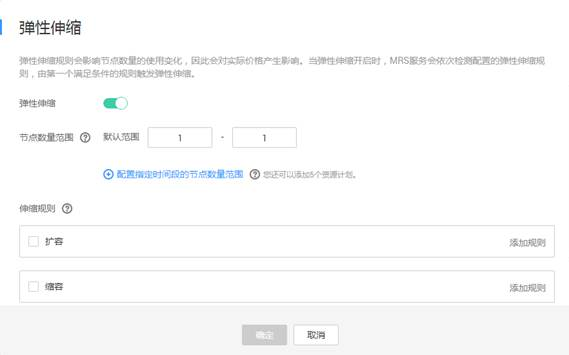 弹性伸缩
弹性伸缩规则会影响节点数量的使用变化，因此会对实际价格产生影响。当弹性伸缩开启时，MRS服务会依次检测配置的弹性伸缩规
则，由第一个满足条件的规则触发弹性伸缩。
弹性伸缩
节点数量范围 ? 默认范围 1 - 1
配置指定时间段的节点数量范围 ? 您还可以添加5个资源计划。
伸缩规则 ?
扩容 添加规则
缩容 添加规则
确定 取消